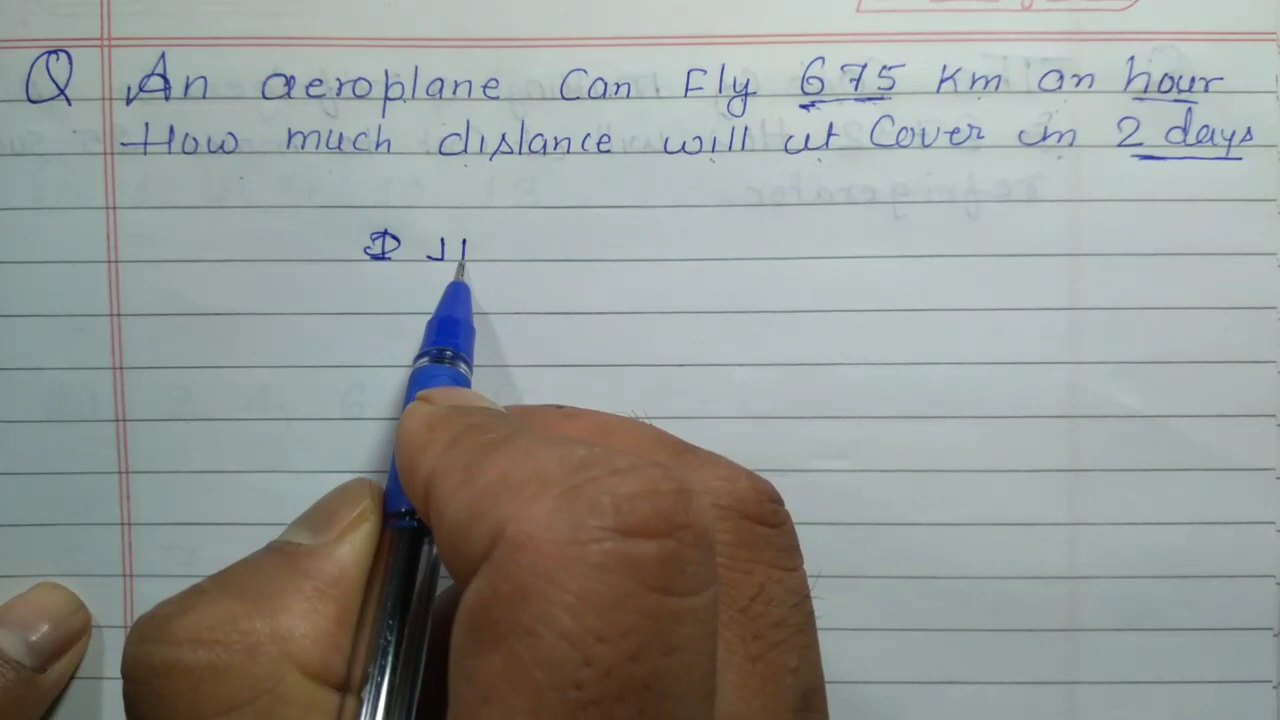 Q An aeroplane Can Fly 675 Km an hour
How much distance will it Cover in 2 days